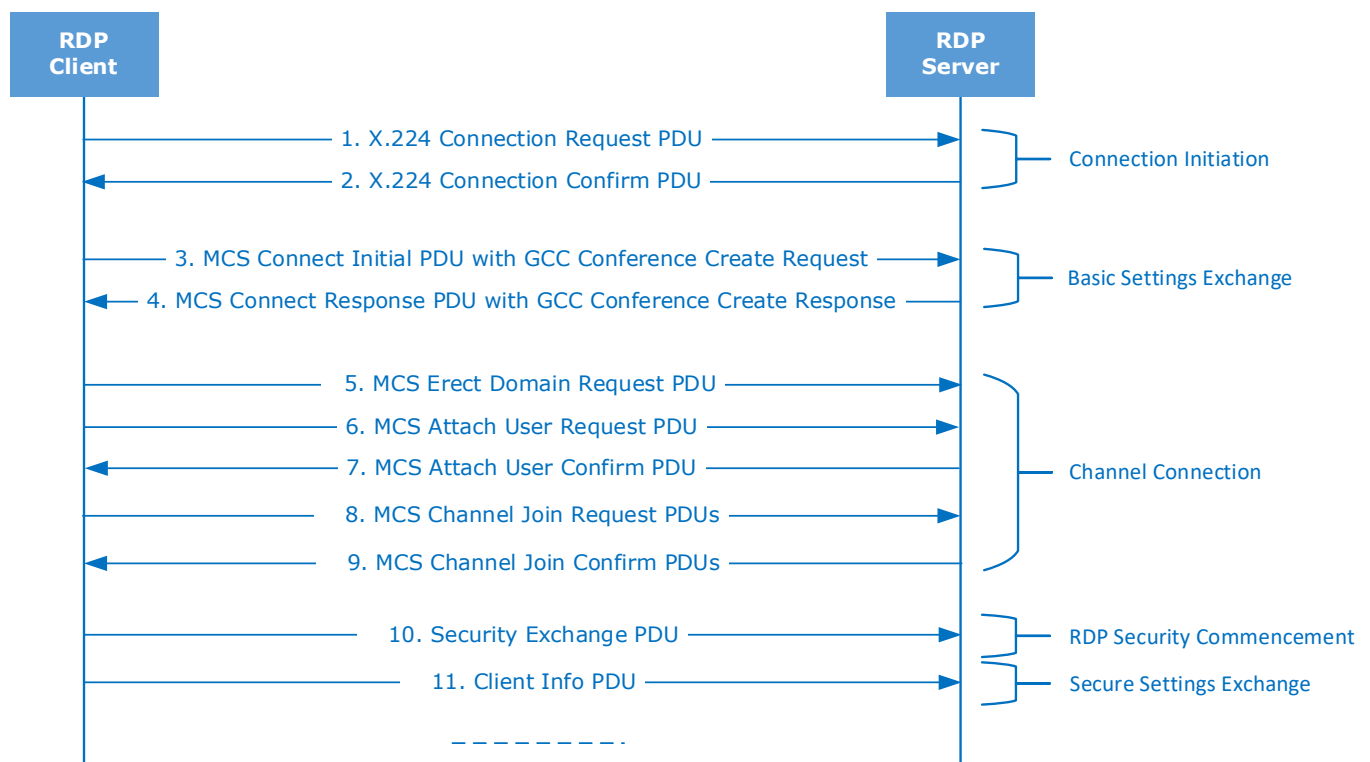 RDP
Client
RDP
Server
1. X.224 Connection Request PDU
2. X.224 Connection Confirm PDU
Connection Initiation
3. MCS Connect Initial PDU with GCC Conference Create Request
4. MCS Connect Response PDU with GCC Conference Create Response
Basic Settings Exchange
5. MCS Erect Domain Request PDU
6. MCS Attach User Request PDU
7. MCS Attach User Confirm PDU
8. MCS Channel Join Request PDUs
9. MCS Channel Join Confirm PDUs
Channel Connection
10. Security Exchange PDU
RDP Security Commencement
11. Client Info PDU
Secure Settings Exchange